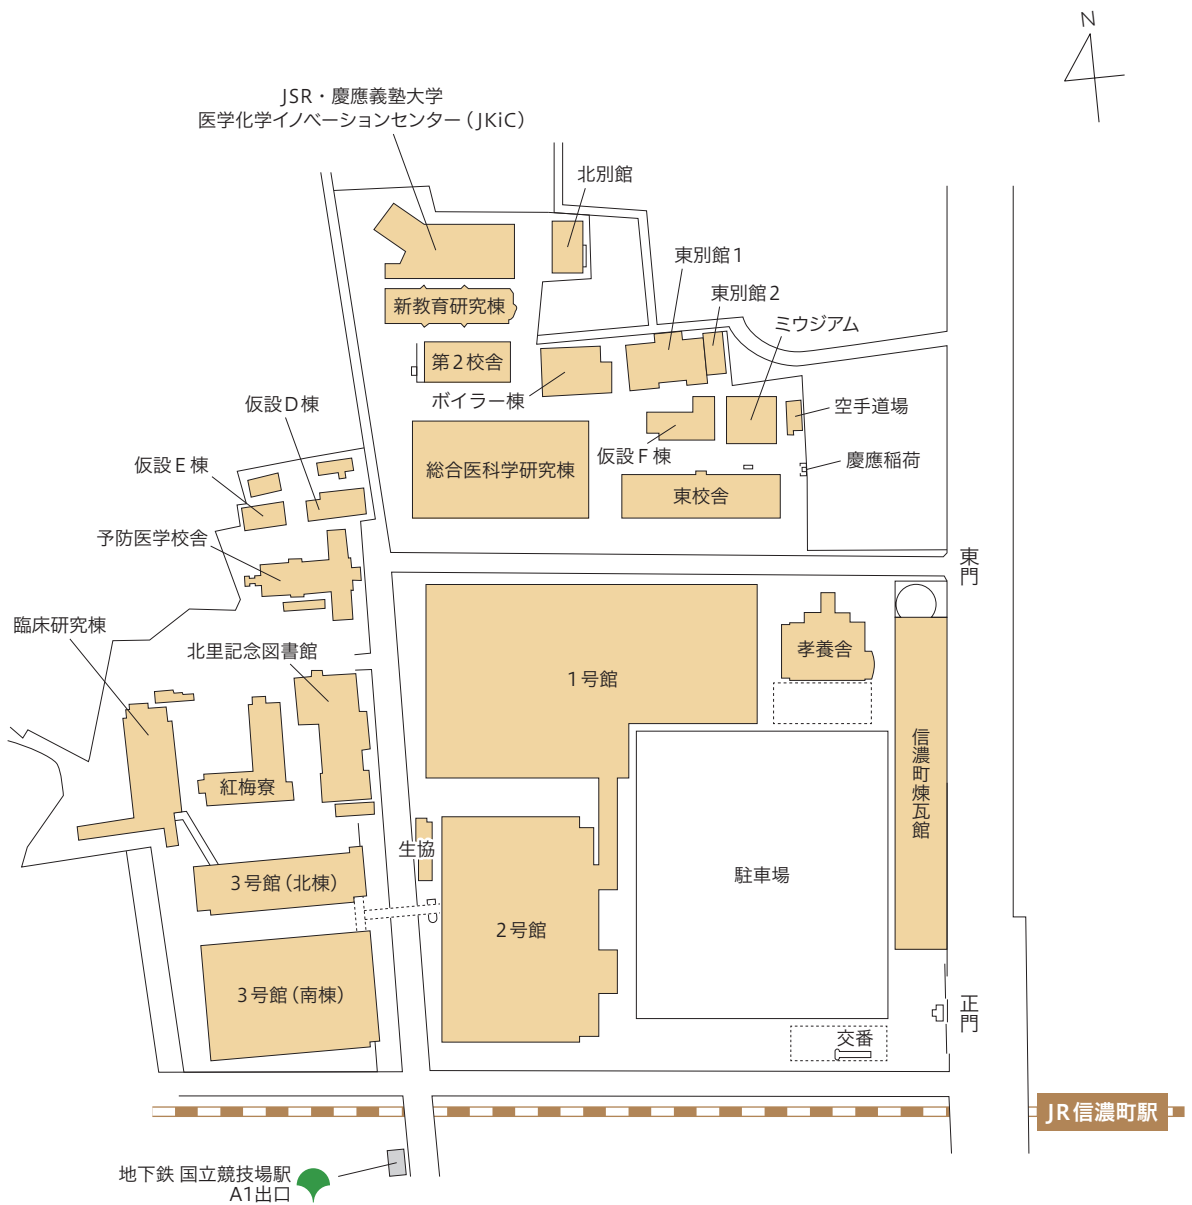 N
JSR・慶應義塾大学
医学化学イノベーションセンター（JKiC）
北別館
東別館1
東別館2
ミウジアム
新教育研究棟
第2校舎
ボイラー棟
仮設D棟
空手道場
仮設E棟
仮設F棟
慶應稲荷
総合医科学研究棟
東校舎
予防医学校舎
東門
臨床研究棟
北里記念図書館
孝養舎
1号館
信濃町煉瓦館
紅梅寮
生協
駐車場
3号館（北棟）
2号館
3号館（南棟）
正門
交番
JR信濃町駅
地下鉄 国立競技場駅
A1出口